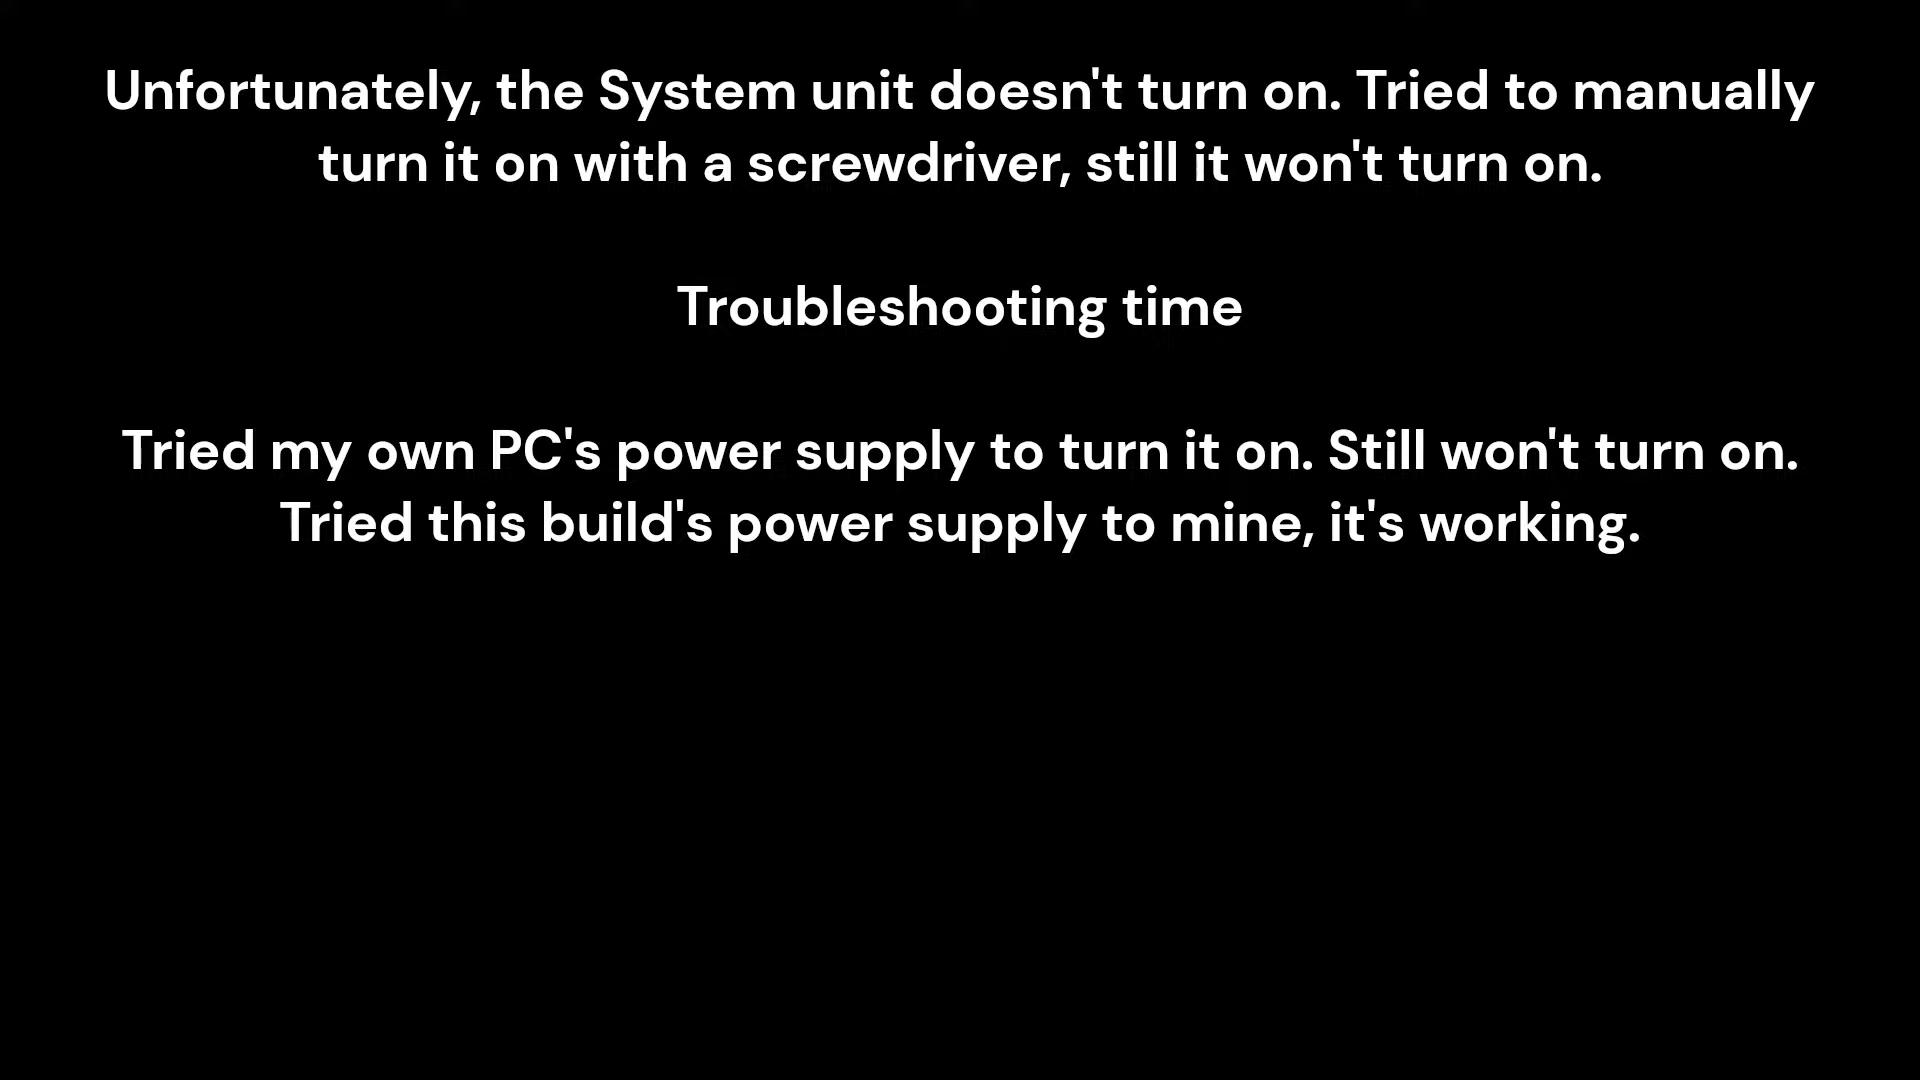 Unfortunately, the System unit doesn't turn on. Tried to manually
turn it on with a screwdriver, still it won't turn on.
Troubleshooting time
Tried my own PC's power supply to turn it on. Still won't turn on.
Tried this build's power supply to mine, it's working.